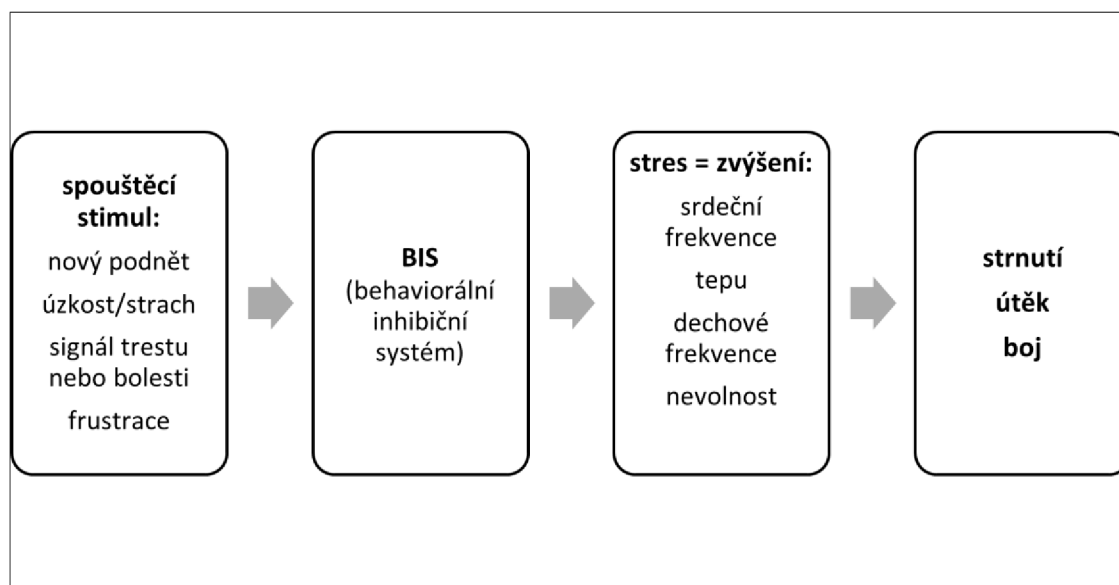 spouštěcí
stimul:
nový podnět
úzkost/strach
signál trestu
nebo bolesti
frustrace
BIS
(behaviorální
inhibiční
systém)
stres = zvýšení:
srdeční
frekvence
tepu
dechové
frekvence
nevolnost
strnutí
útěk
boj